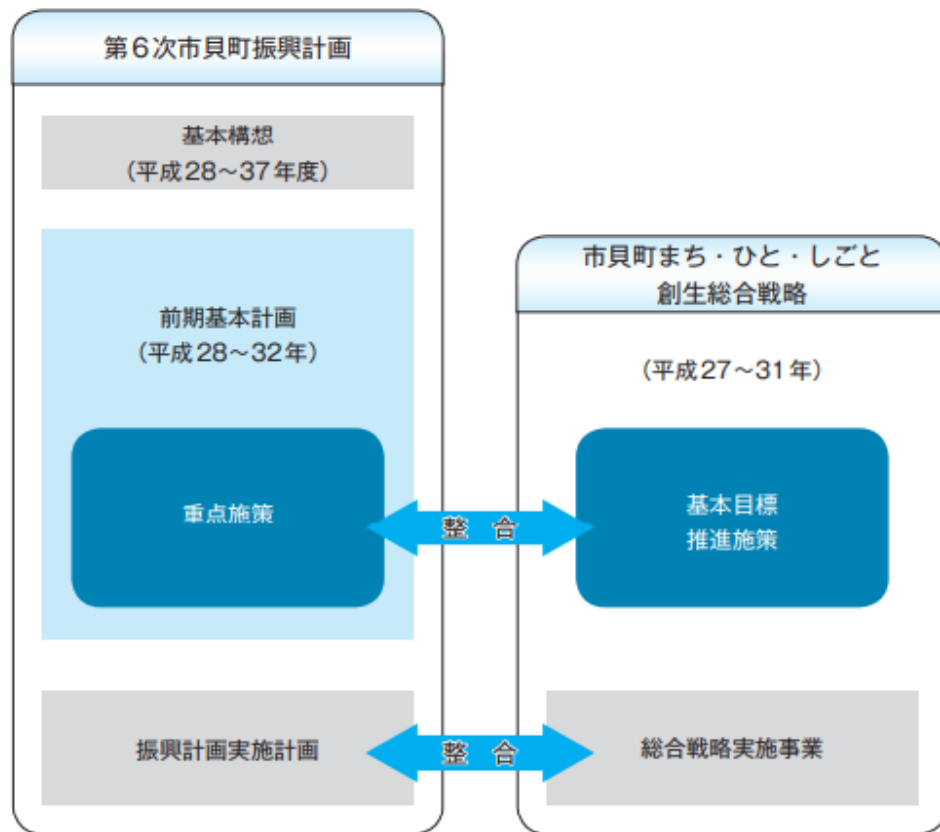 第6次市貝町振興計画
基本構想
（平成28～37年度）
前期基本計画
（平成28～32年）
重点施策
整 合
振興計画実施計画
整 合
市貝町まち・ひと・しごと
創生総合戦略
（平成27～31年）
基本目標
推進施策
総合戦略実施事業